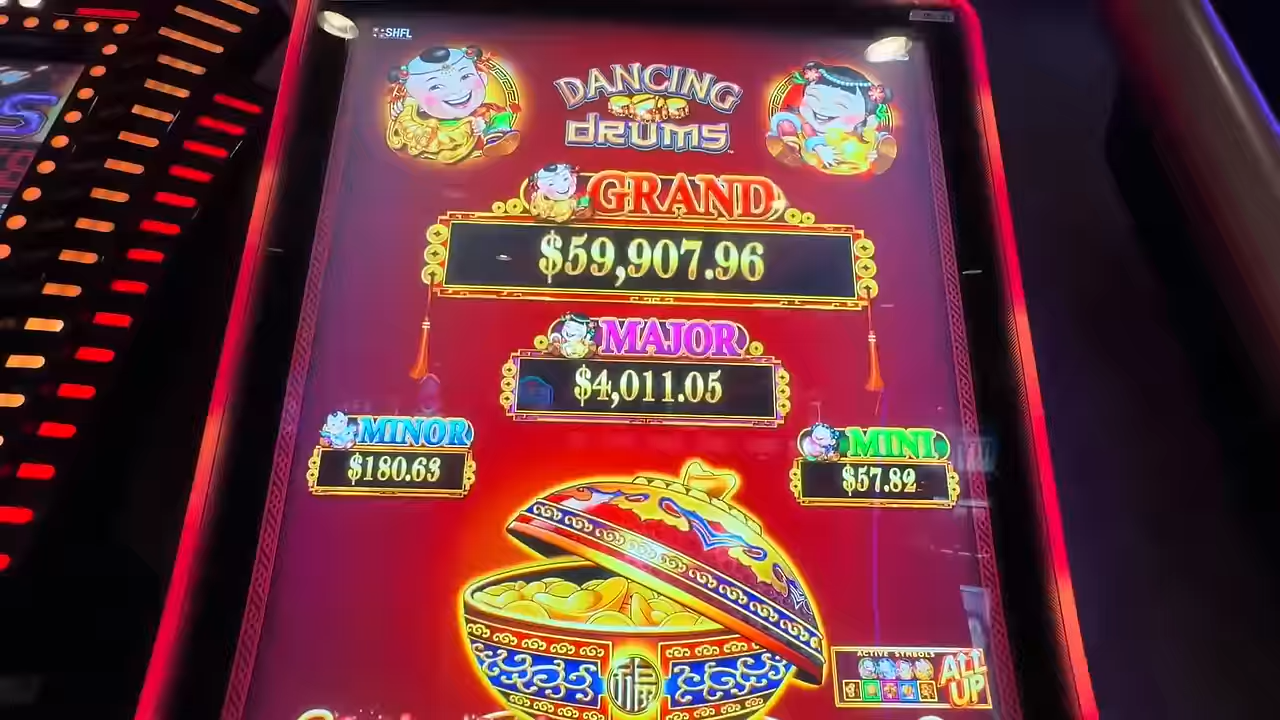 SHFL
DANCING
DRUMS
GRAND
$59,907.96
MAJOR
$4,011.05
MINOR
$180.63
MINI
$57.82
福
ACTIVE SYMBOLS
ALL
UP